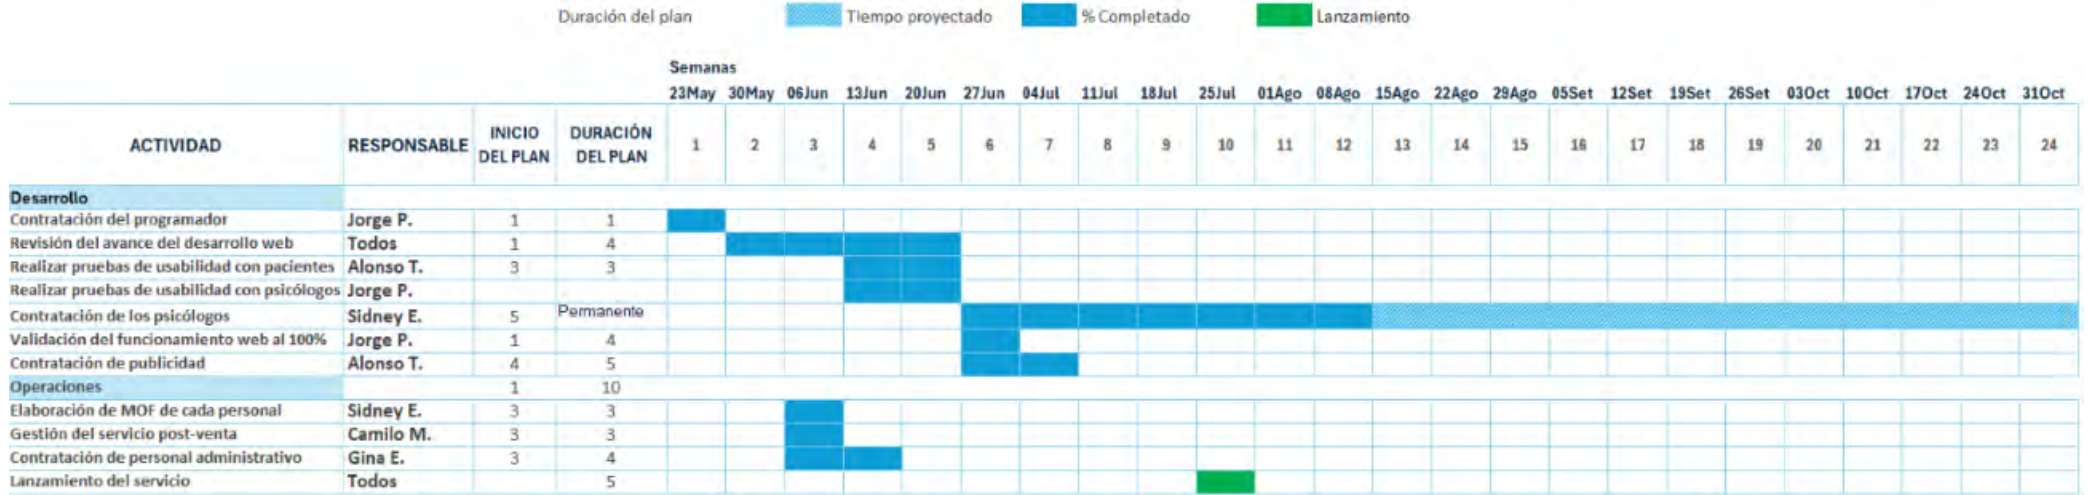 Duración del plan Tiempo proyectado % Completado Lanzamiento
Semanas
23May 30May 06Jun 13Jun 20Jun 27Jun 04Jul 11Jul 18Jul 25Jul 01Ago 08Ago 15Ago 22Ago 29Ago 05Set 12Set 19Set 26Set 03Oct 10Oct 17Oct 24Oct 31Oct
ACTIVIDAD RESPONSABLE INICIO DEL PLAN DURACIÓN DEL PLAN 1 2 3 4 5 6 7 8 9 10 11 12 13 14 15 16 17 18 19 20 21 22 23 24
Desarrollo
Contratación del programador Jorge P. 1 1
Revisión del avance del desarrollo web Todos 1 4
Realizar pruebas de usabilidad con pacientes Alonso T. 3 3
Realizar pruebas de usabilidad con psicólogos Jorge P.
Contratación de los psicólogos Sidney E. 5 Permanente
Validación del funcionamiento web al 100% Jorge P. 1 4
Contratación de publicidad Alonso T. 4 5
Operaciones 1 10
Elaboración de MOF de cada personal Sidney E. 3 3
Gestión del servicio post-venta Camilo M. 3 3
Contratación de personal administrativo Gina E. 3 4
Lanzamiento del servicio Todos 5